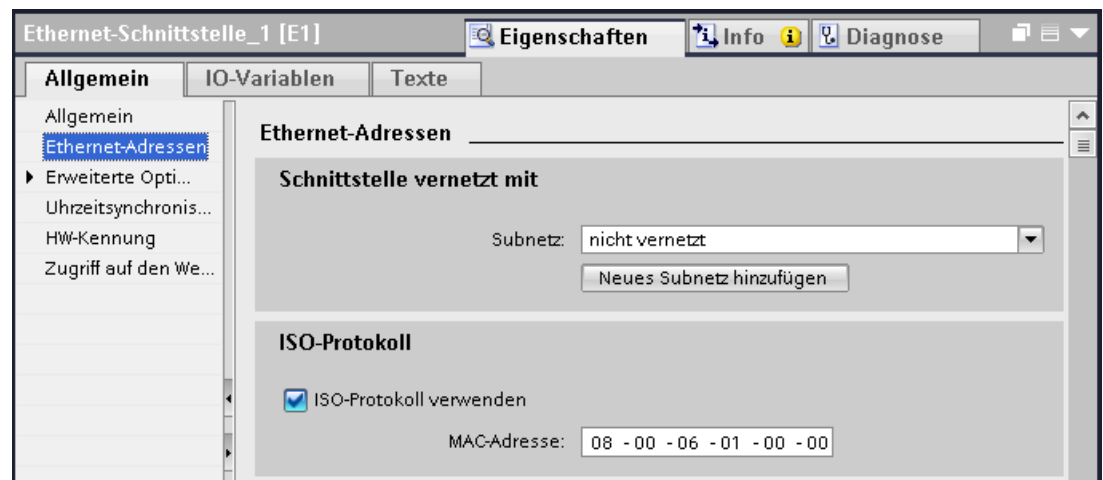 Ethernet-Schnittstelle_1 [E1] Eigenschaften Info Diagnose
Allgemein IO-Variablen Texte
Allgemein
Ethernet-Adressen
Erweiterte Opti...
Uhrzeitsynchronis...
HW-Kennung
Zugriff auf den We...
Ethernet-Adressen
Schnittstelle vernetzt mit
Subnetz: nicht vernetzt
Neues Subnetz hinzufügen
ISO-Protokoll
ISO-Protokoll verwenden
MAC-Adresse: 08 -00 -06 -01 -00 -00